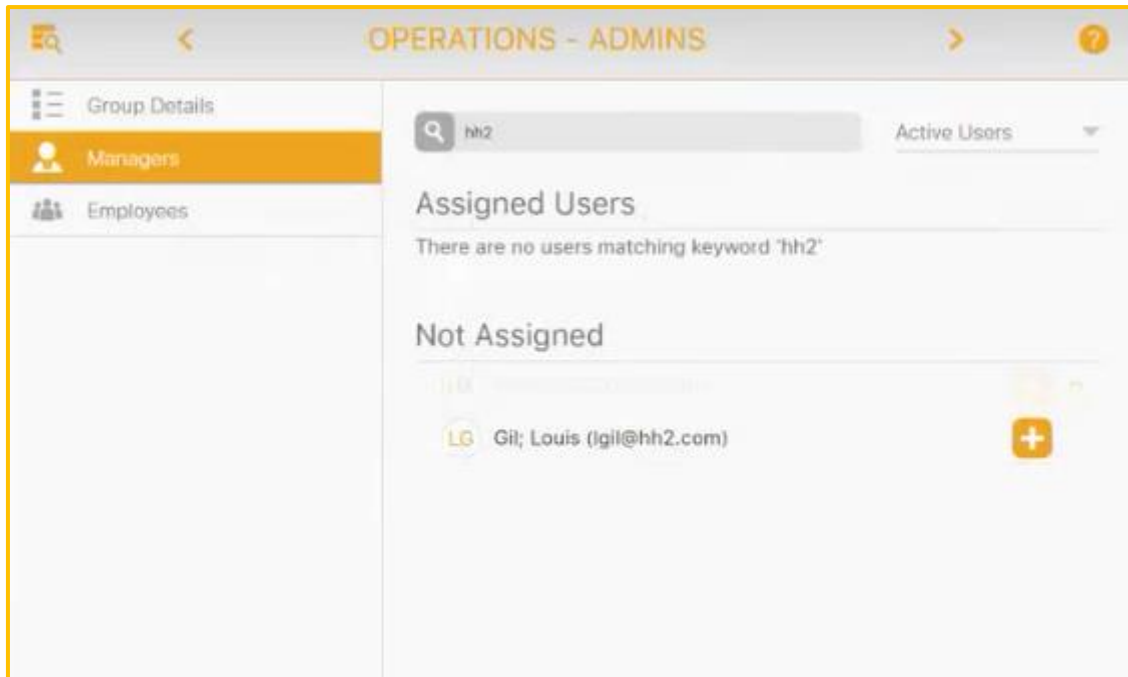 OPERATIONS - ADMINS
?
Group Details
Managers
Employees
hh2
Active Users
Assigned Users
There are no users matching keyword 'hh2'
Not Assigned
LG Gil; Louis (lgil@hh2.com)